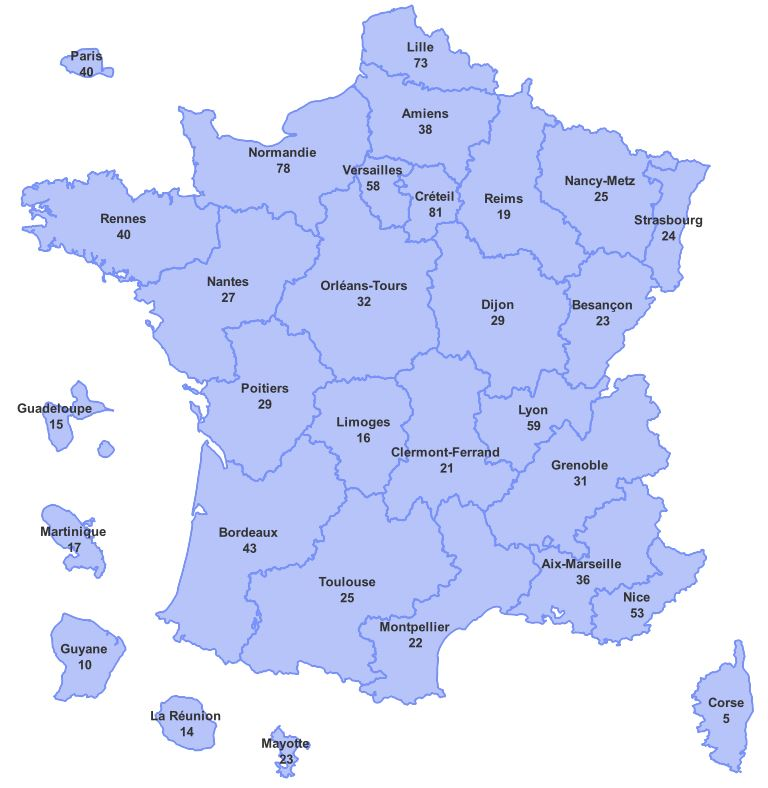 Lille
73
Paris
40
Amiens
38
Normandie
78
Versailles
58
Créteil
81
Reims
19
Nancy-Metz
25
Strasbourg
24
Rennes
40
Nantes
27
Orléans-Tours
32
Dijon
29
Besançon
23
Poitiers
29
Guadeloupe
15
Limoges
16
Lyon
59
Clermont-Ferrand
21
Grenoble
31
Martinique
17
Bordeaux
43
Aix-Marseille
36
Toulouse
25
Nice
53
Montpellier
22
Guyane
10
La Réunion
14
Corse
5
Mayotte
23